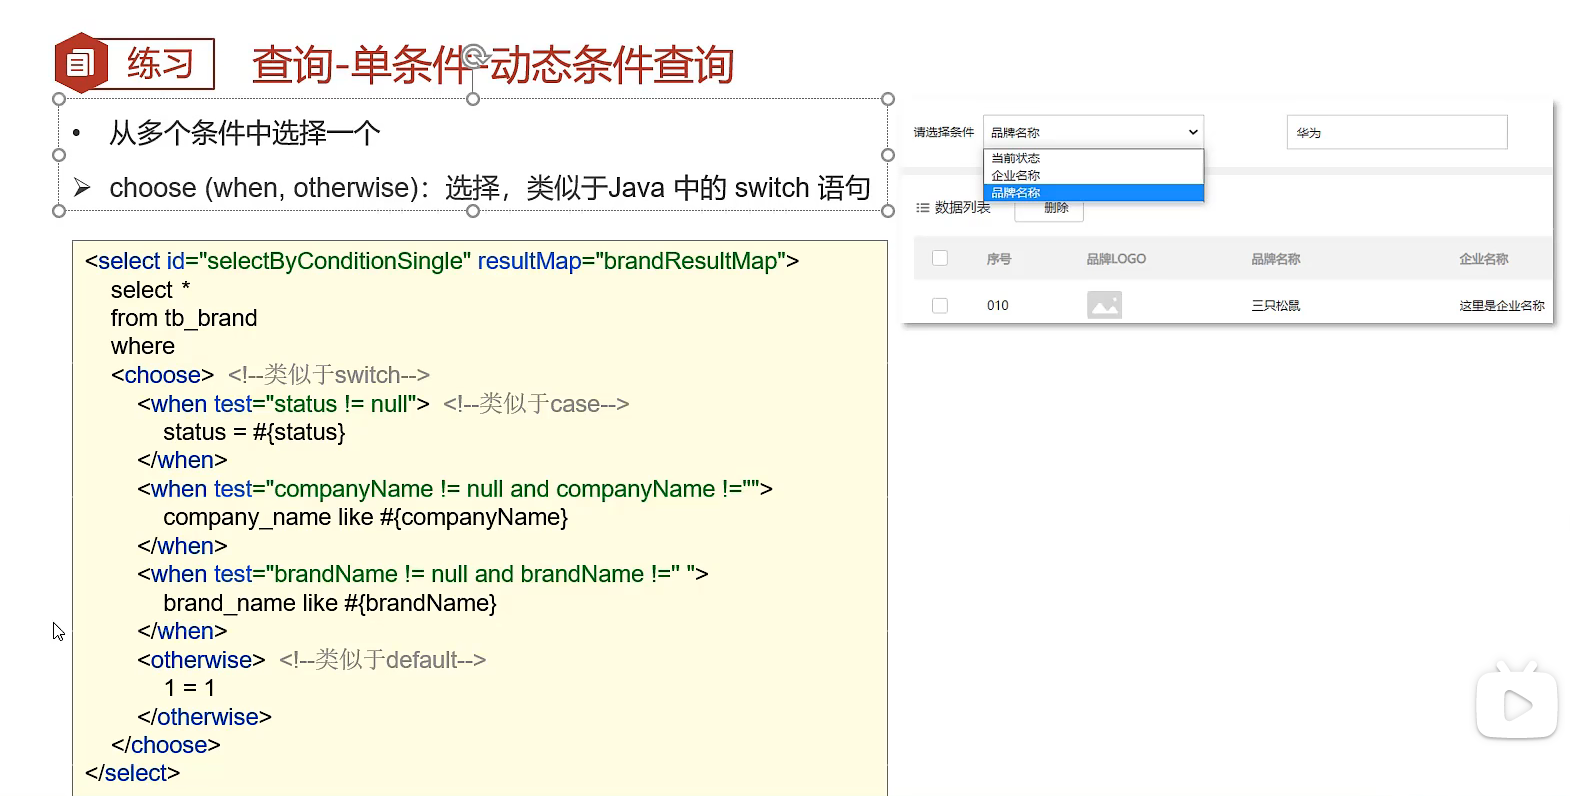 练习
查询-单条件-动态条件查询
• 从多个条件中选择一个
➢ choose (when, otherwise)：选择，类似于Java 中的 switch 语句
<select id="selectByConditionSingle" resultMap="brandResultMap">
select *
from tb_brand
where
<choose> <!--类似于switch-->
<when test="status != null"> <!--类似于case-->
status = #{status}
</when>
<when test="companyName != null and companyName !=""">
company_name like #{companyName}
</when>
<when test="brandName != null and brandName !=" ">
brand_name like #{brandName}
</when>
<otherwise> <!--类似于default-->
1 = 1
</otherwise>
</choose>
</select>
请选择条件 品牌名称 华为
当前状态
企业名称
品牌名称
数据列表 删除
序号 品牌LOGO 品牌名称 企业名称
010 三只松鼠 这里是企业名称